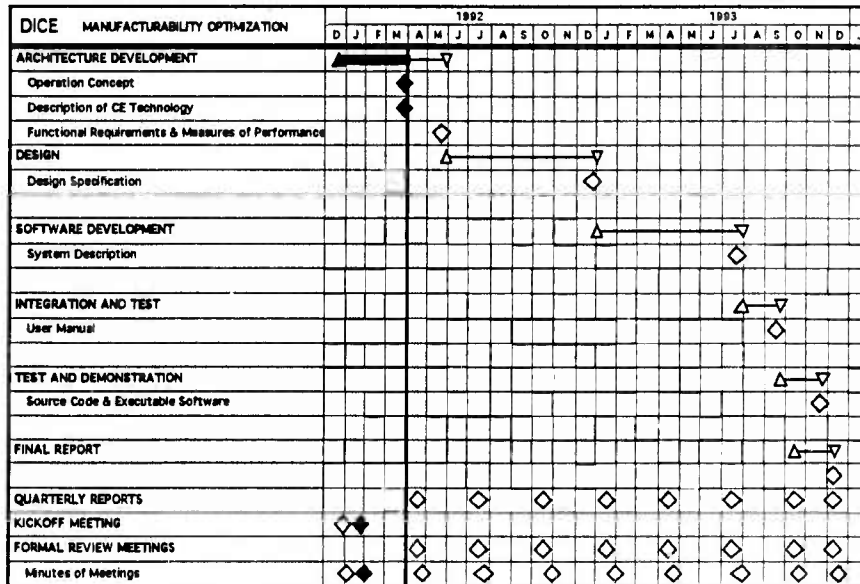 1992 1993
DICE MANUFACTURABILITY OPTIMIZATION
D J F M A M J J A S O N D J F M A M J J A S O N D J
ARCHITECTURE DEVELOPMENT
Operation Concept
Description of CE Technology
Functional Requirements & Measures of Performance
DESIGN
Design Specification
SOFTWARE DEVELOPMENT
System Description
INTEGRATION AND TEST
User Manual
TEST AND DEMONSTRATION
Source Code & Executable Software
FINAL REPORT
QUARTERLY REPORTS
KICKOFF MEETING
FORMAL REVIEW MEETINGS
Minutes of Meetings